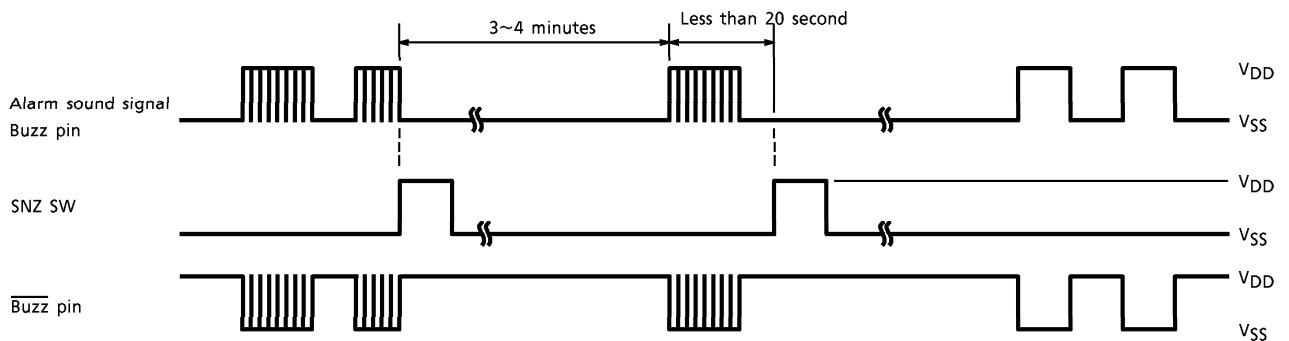 Less than 20 second
3~4 minutes
VDD
Alarm sound signal
Buzz pin
VSS
VDD
SNZ SW
VSS
VDD
Buzz pin
VSS